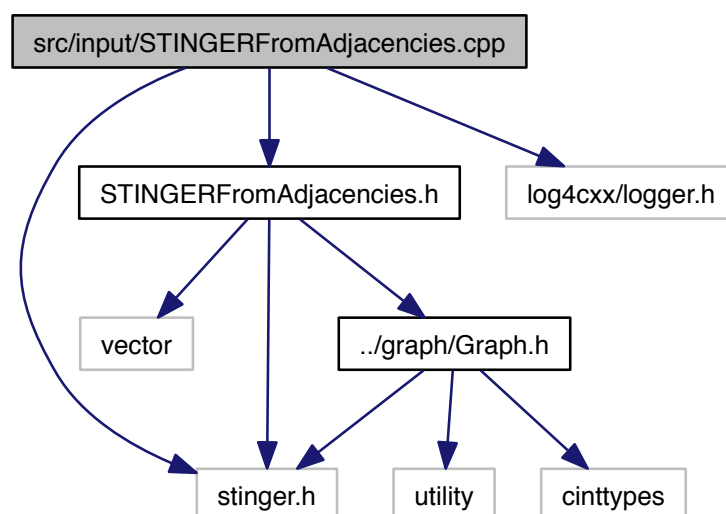 src/input/STINGERFromAdjacencies.cpp
STINGERFromAdjacencies.h
log4cxx/logger.h
vector
../graph/Graph.h
stinger.h
utility
cinttypes